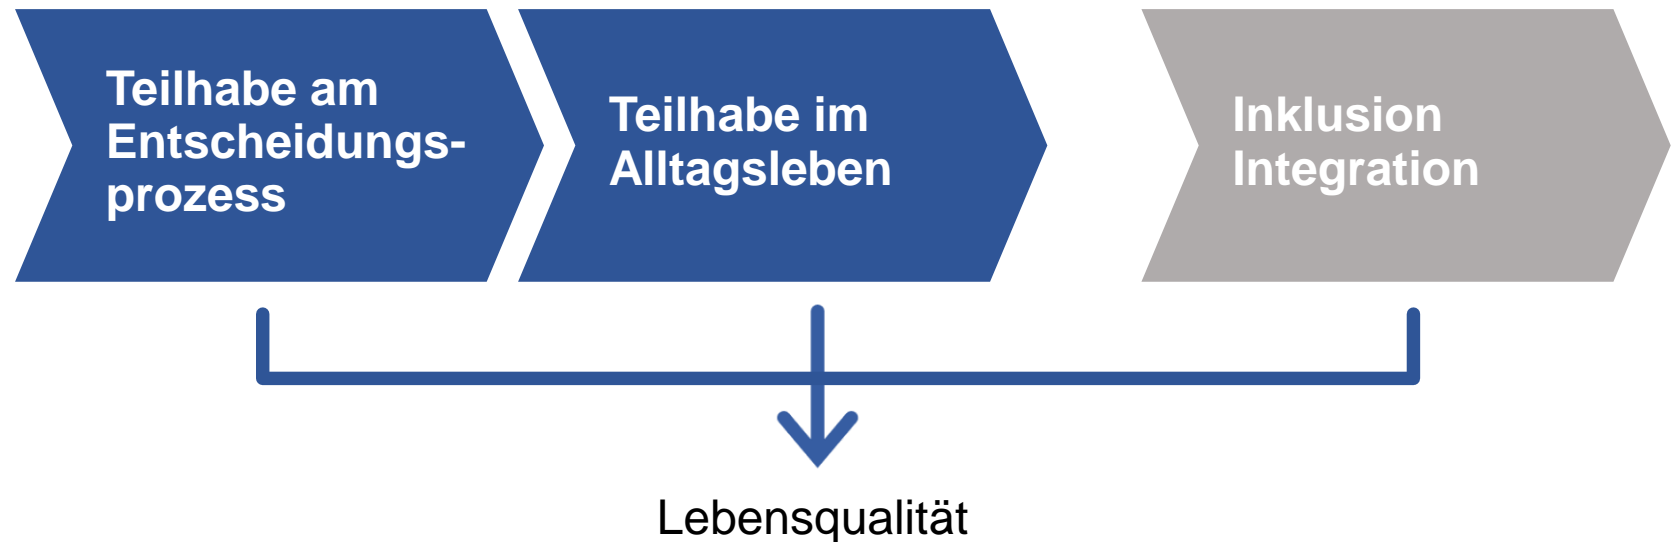 Teilhabe am
Entscheidungs-
prozess
Teilhabe im
Alltagsleben
Inklusion
Integration
Lebensqualität